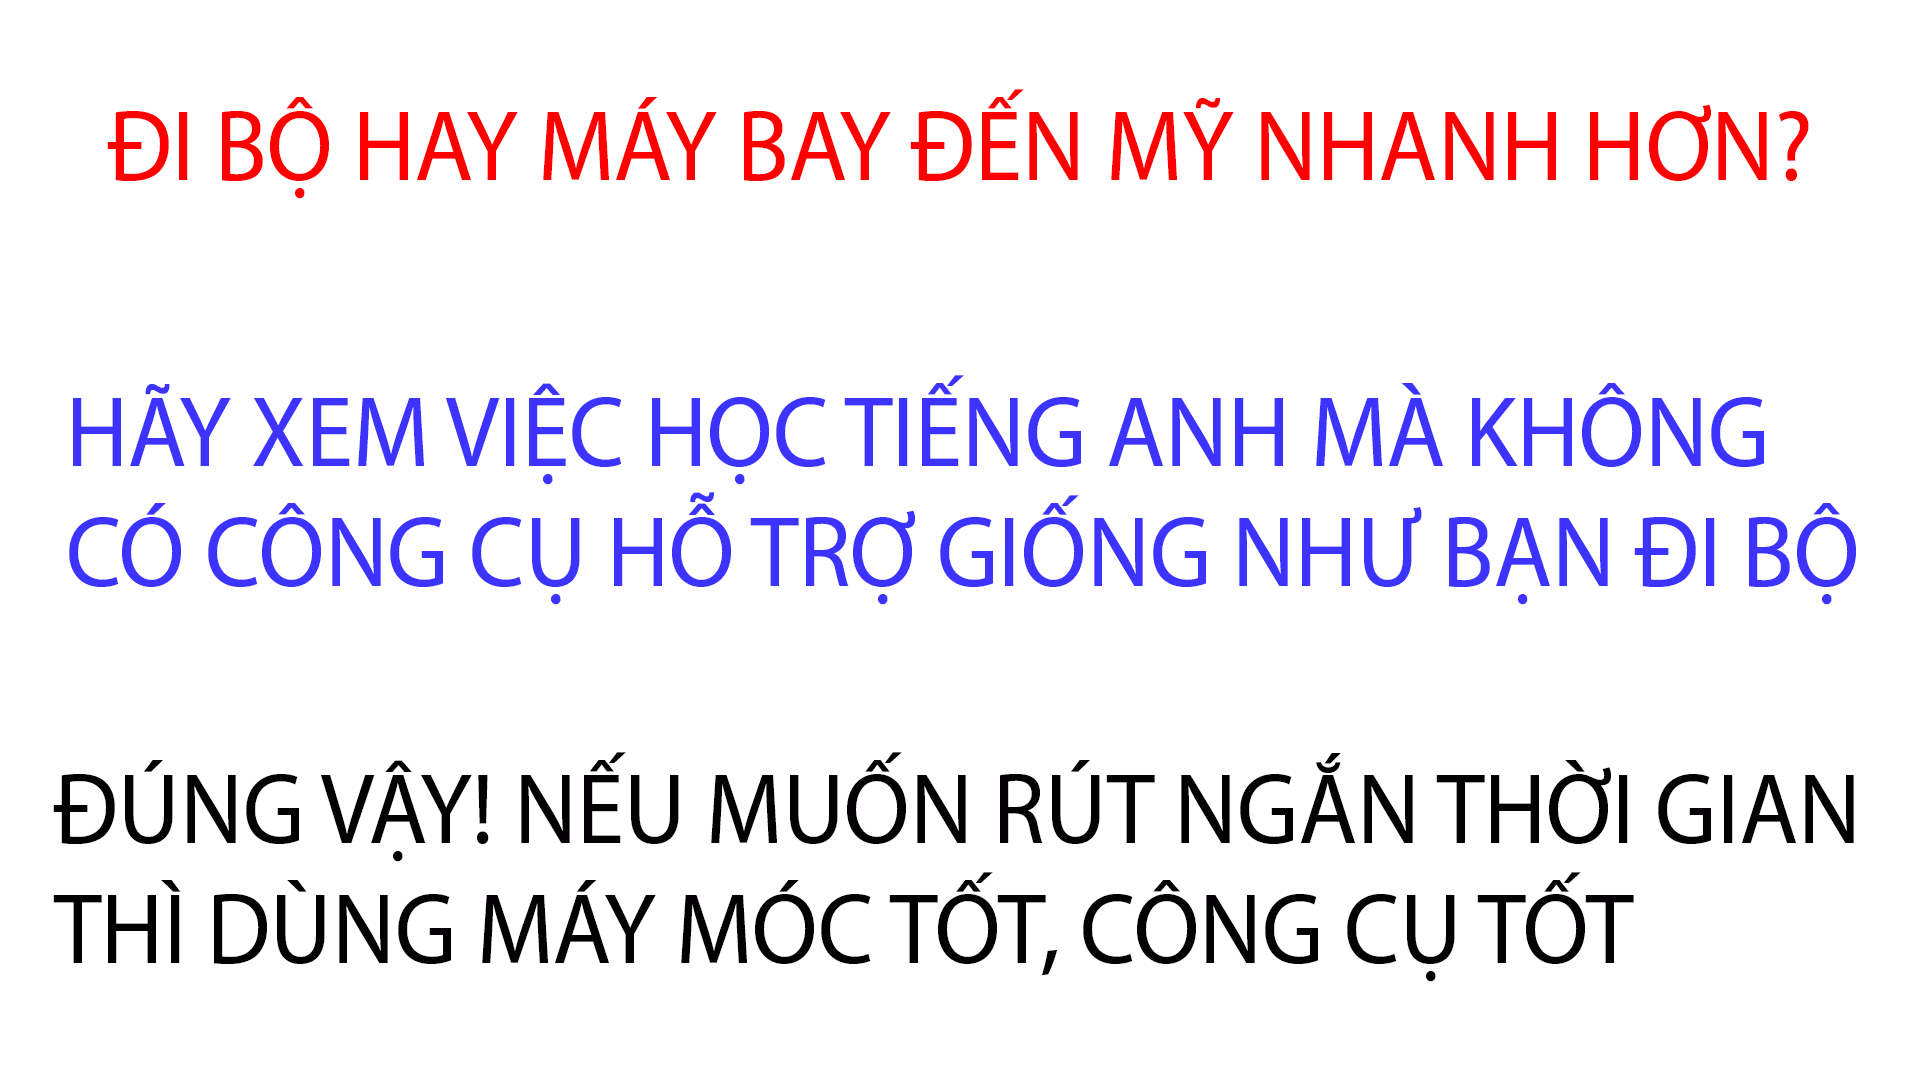 ĐI BỘ HAY MÁY BAY ĐẾN MỸ NHANH HƠN?
HÃY XEM VIỆC HỌC TIẾNG ANH MÀ KHÔNG
CÓ CÔNG CỤ HỖ TRỢ GIỐNG NHƯ BẠN ĐI BỘ
ĐÚNG VẬY! NẾU MUỐN RÚT NGẮN THỜI GIAN
THÌ DÙNG MÁY MÓC TỐT, CÔNG CỤ TỐT